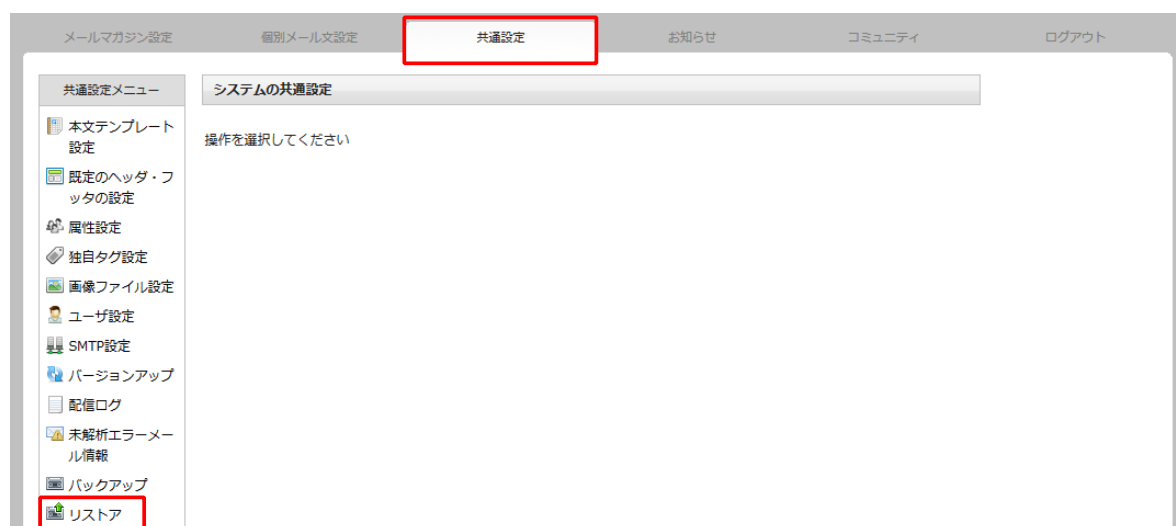 メールマガジン設定
個別メール文設定
共通設定
お知らせ
コミュニティ
ログアウト
共通設定メニュー
システムの共通設定
操作を選択してください
本文テンプレート
設定
既定のヘッダ・フ
ッタの設定
属性設定
独自タグ設定
画像ファイル設定
ユーザ設定
SMTP設定
バージョンアップ
配信ログ
未解析エラーメー
ル情報
バックアップ
リストア